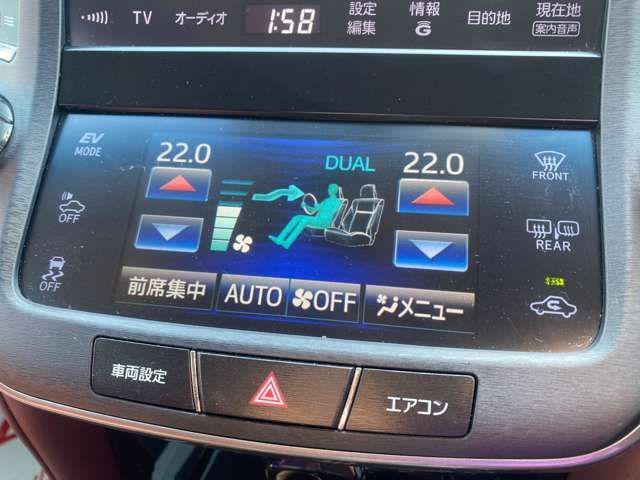 TV オーディオ 1:58 設定編集 情報 G 目的地 現在地 案内音声
EV MODE
22.0 DUAL 22.0
FRONT
OFF
REAR
OFF
前席集中 AUTO OFF メニュー
車両設定 エアコン